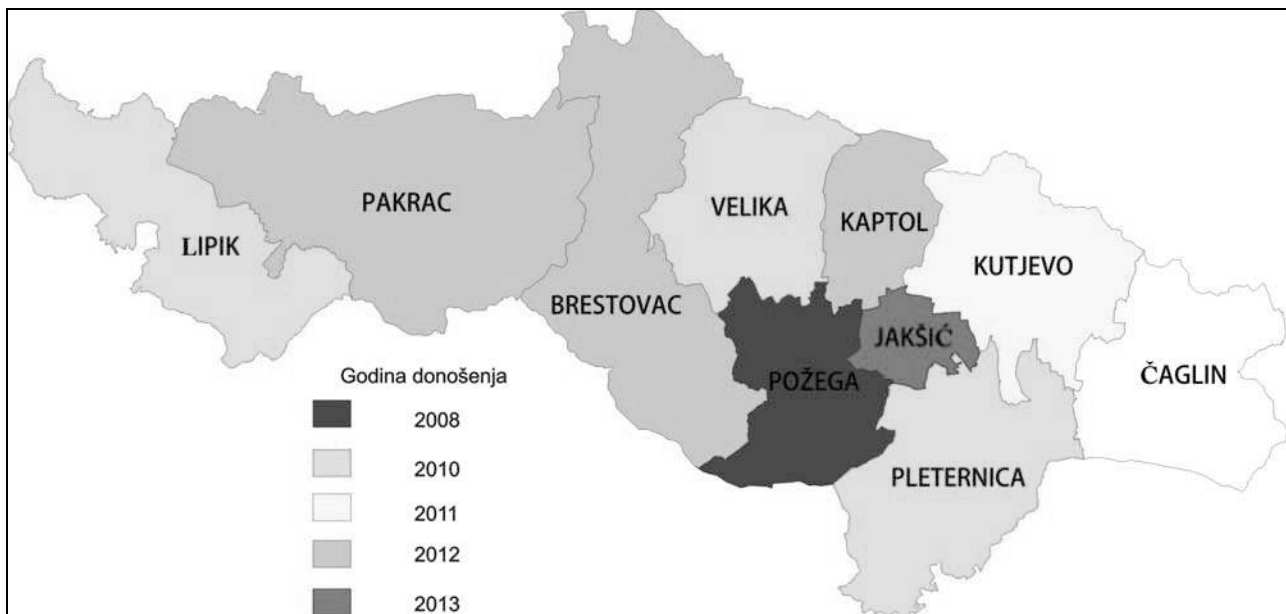 PAKRAC
VELIKA
KAPTOL
LIPIK
KUTJEVO
BRESTOVAC
JAKŠIĆ
POŽEGA
ČAGLIN
PLETERNICA
Godina donošenja
2008
2010
2011
2012
2013